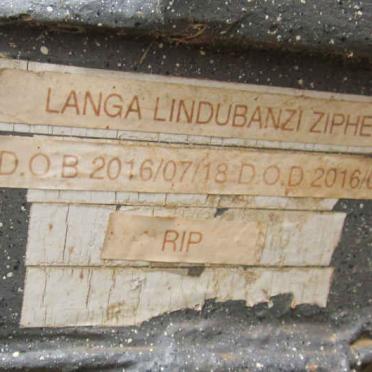 LANGA LINDUBANZI ZIPHE
D.O.B 2016/07/18 D.O.D 2016/0
RIP